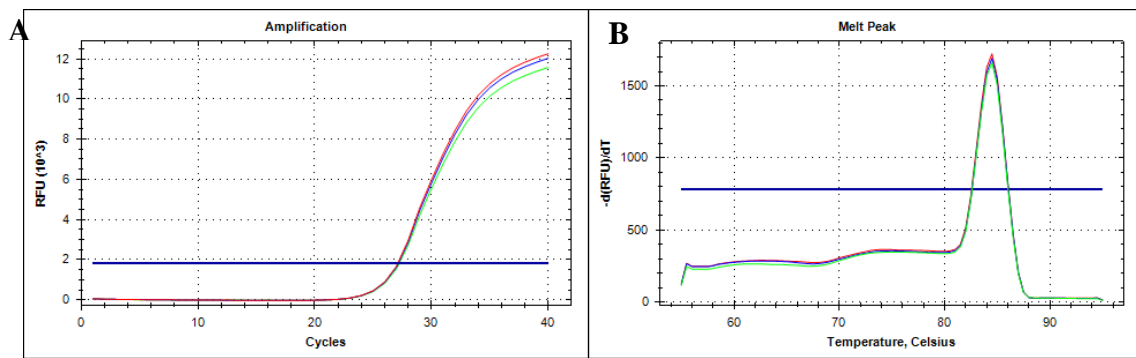 A
Amplification
RFU (10^3)
12
10
8
6
4
2
0
0
10
20
30
40
Cycles
B
Melt Peak
-d(RFU)/dT
1500
1000
500
0
60
70
80
90
Temperature, Celsius